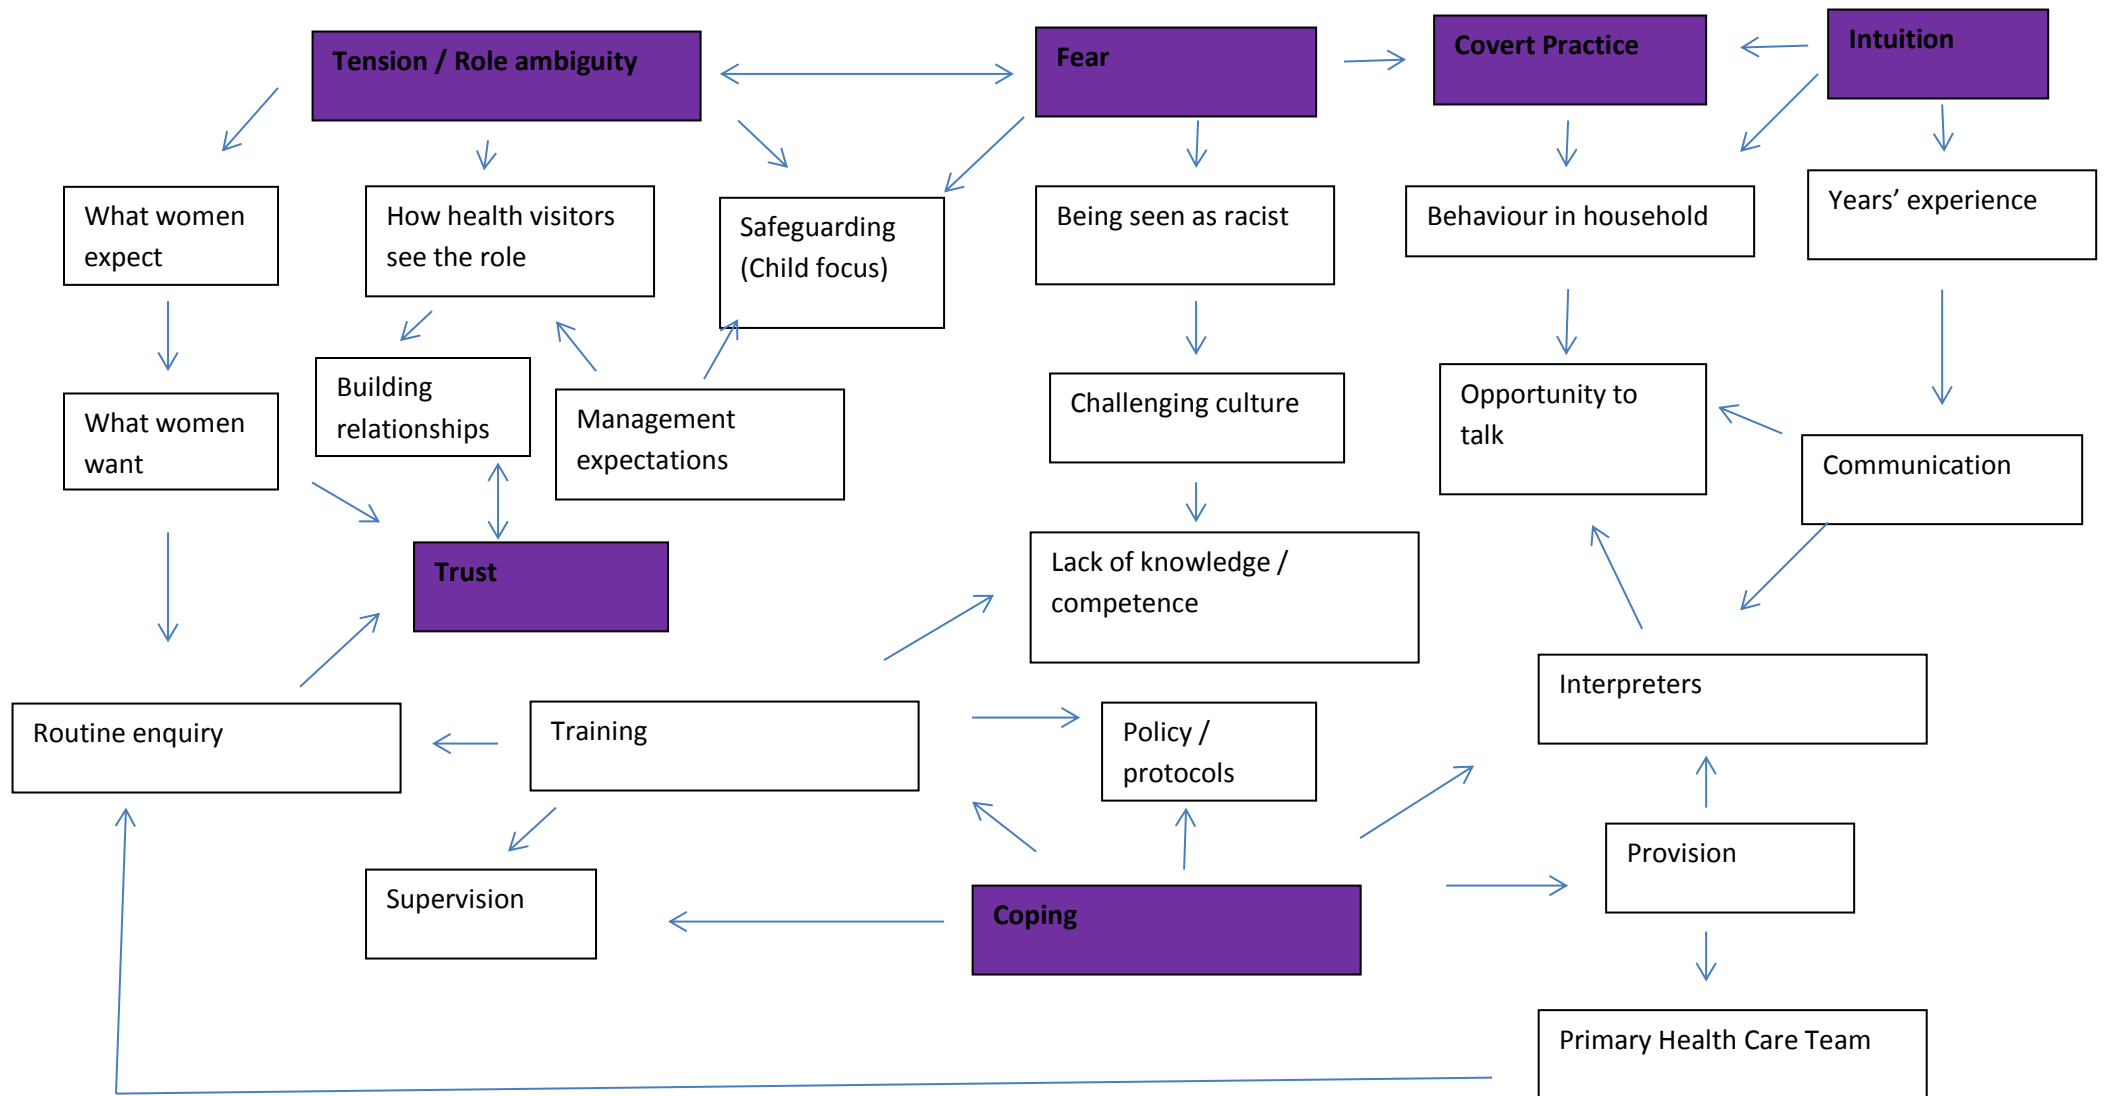 Tension / Role ambiguity
Fear
Covert Practice
Intuition
What women
expect
How health visitors
see the role
Safeguarding
(Child focus)
Being seen as racist
Behaviour in household
Years’ experience
What women
want
Building
relationships
Management
expectations
Challenging culture
Opportunity to
talk
Communication
Trust
Lack of knowledge /
competence
Interpreters
Routine enquiry
Training
Policy /
protocols
Provision
Supervision
Coping
Primary Health Care Team